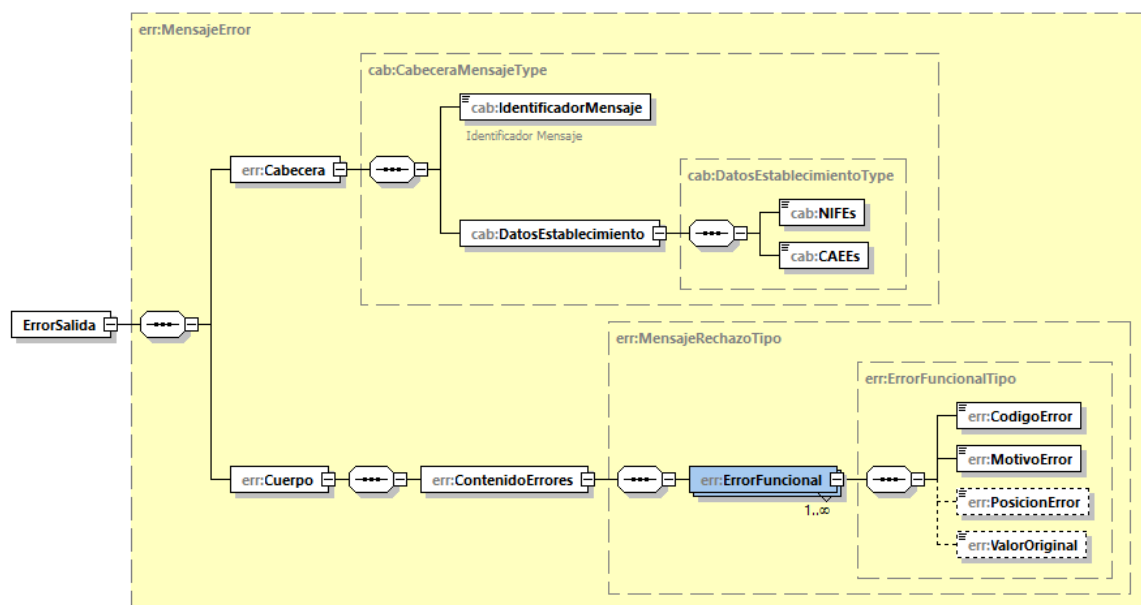 err:MensajeError
cab:CabeceraMensajeType
cab:IdentificadorMensaje
Identificador Mensaje
err:Cabecera
cab:DatosEstablecimientoType
cab:NIFEs
cab:DatosEstablecimiento
cab:CAEEs
ErrorSalida
err:MensajeRechazoTipo
err:ErrorFuncionalTipo
err:CodigoError
err:MotivoError
err:Cuerpo
err:ContenidoErrores
err:ErrorFuncional
1..∞
err:PosicionError
err:ValorOriginal